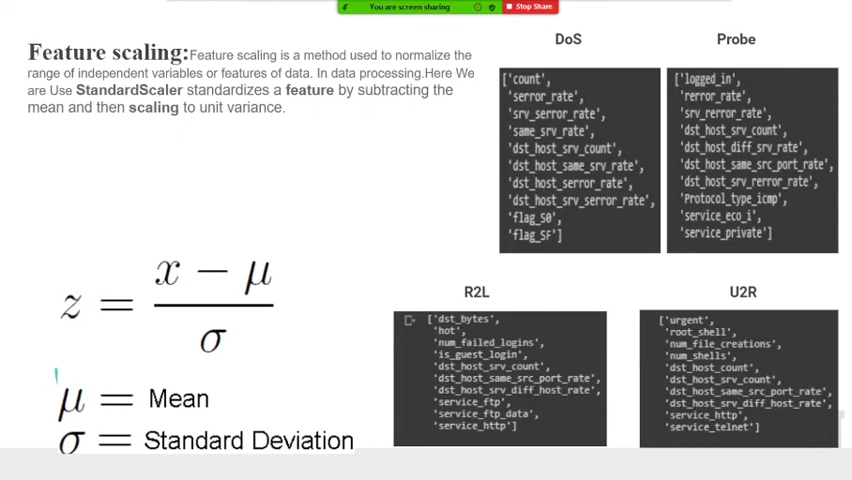 You are screen sharing
Stop Share
Feature scaling:Feature scaling is a method used to normalize the
range of independent variables or features of data. In data processing.Here We
are Use StandardScaler standardizes a feature by subtracting the
mean and then scaling to unit variance.
z = x − μ / σ
μ = Mean
σ = Standard Deviation
DoS
['count',
'serror_rate',
'srv_serror_rate',
'same_srv_rate',
'dst_host_srv_count',
'dst_host_same_srv_rate',
'dst_host_serror_rate',
'dst_host_srv_serror_rate',
'flag_S0',
'flag_SF']
Probe
['logged_in',
'rerror_rate',
'srv_rerror_rate',
'dst_host_srv_count',
'dst_host_diff_srv_rate',
'dst_host_same_src_port_rate',
'dst_host_srv_rerror_rate',
'Protocol_type_icmp',
'service_eco_i',
'service_private']
R2L
['dst_bytes',
'hot',
'num_failed_logins',
'is_guest_login',
'dst_host_srv_count',
'dst_host_same_src_port_rate',
'dst_host_srv_diff_host_rate',
'service_ftp',
'service_ftp_data',
'service_http']
U2R
['urgent',
'root_shell',
'num_file_creations',
'num_shells',
'dst_host_count',
'dst_host_srv_count',
'dst_host_same_src_port_rate',
'dst_host_srv_diff_host_rate',
'service_http',
'service_telnet']